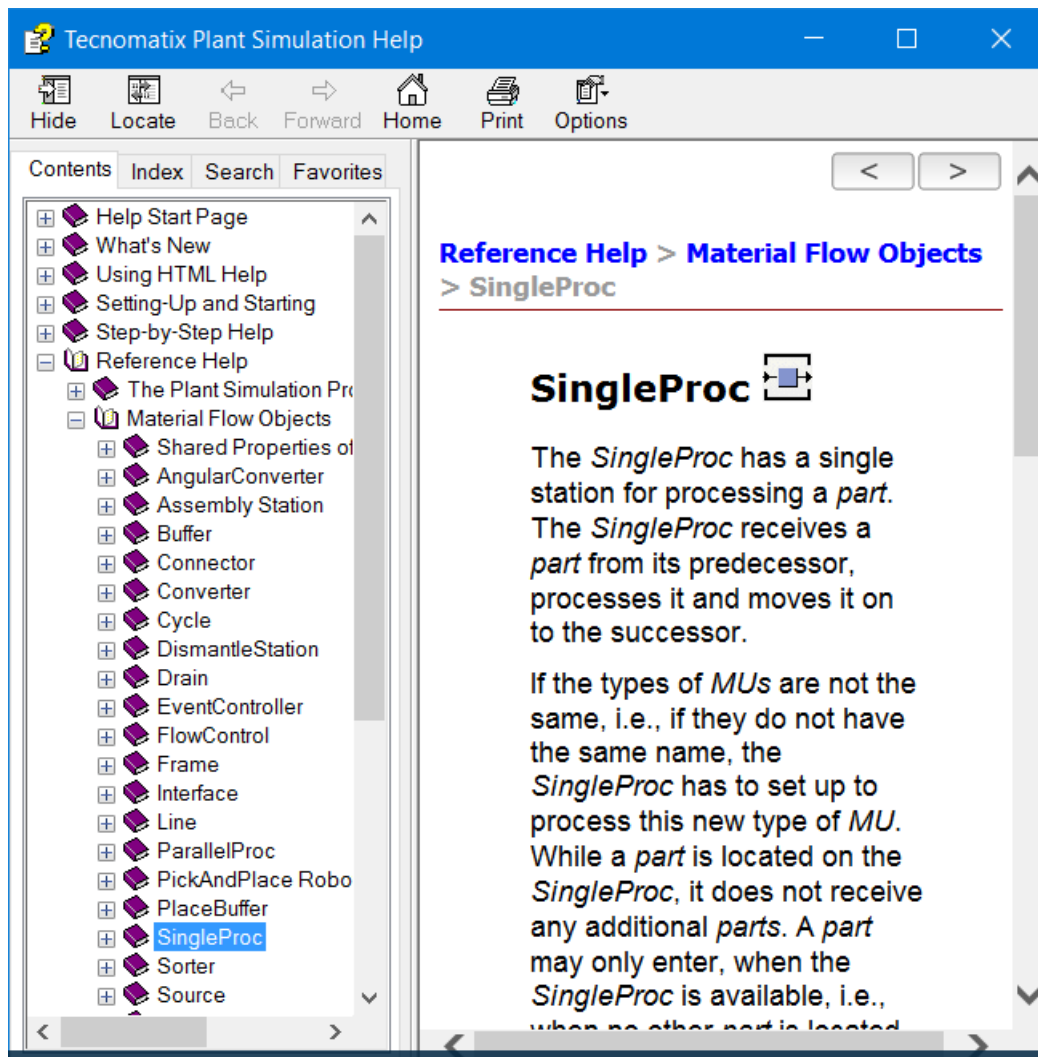 Tecnomatix Plant Simulation Help
Hide Locate Back Forward Home Print Options
Contents Index Search Favorites
Help Start Page
What's New
Using HTML Help
Setting-Up and Starting
Step-by-Step Help
Reference Help
The Plant Simulation Pro
Material Flow Objects
Shared Properties of
AngularConverter
Assembly Station
Buffer
Connector
Converter
Cycle
DismantleStation
Drain
EventController
FlowControl
Frame
Interface
Line
ParallelProc
PickAndPlace Robo
PlaceBuffer
SingleProc
Sorter
Source
< >
Reference Help > Material Flow Objects
> SingleProc
SingleProc
The SingleProc has a single
station for processing a part.
The SingleProc receives a
part from its predecessor,
processes it and moves it on
to the successor.
If the types of MUs are not the
same, i.e., if they do not have
the same name, the
SingleProc has to set up to
process this new type of MU.
While a part is located on the
SingleProc, it does not receive
any additional parts. A part
may only enter, when the
SingleProc is available, i.e.,
when no other part is located